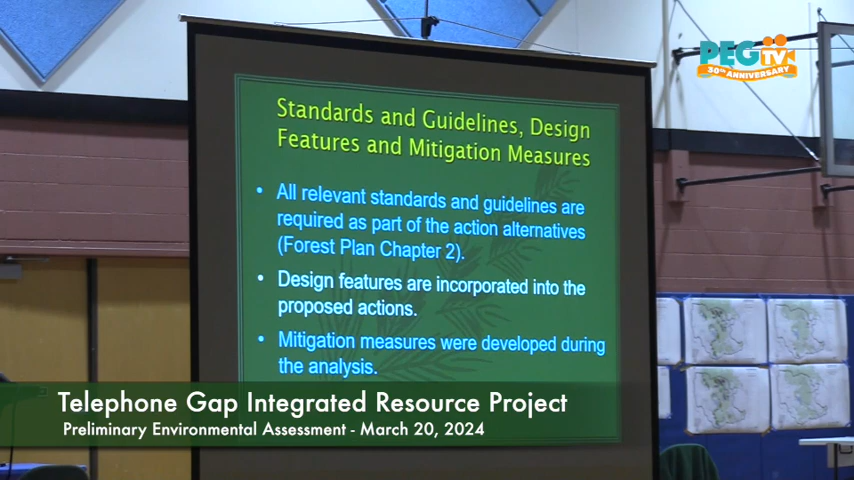 PEGTV
30TH ANNIVERSARY
Standards and Guidelines, Design
Features and Mitigation Measures
• All relevant standards and guidelines are
required as part of the action alternatives
(Forest Plan Chapter 2).
• Design features are incorporated into the
proposed actions.
• Mitigation measures were developed during
the analysis.
Telephone Gap Integrated Resource Project
Preliminary Environmental Assessment - March 20, 2024